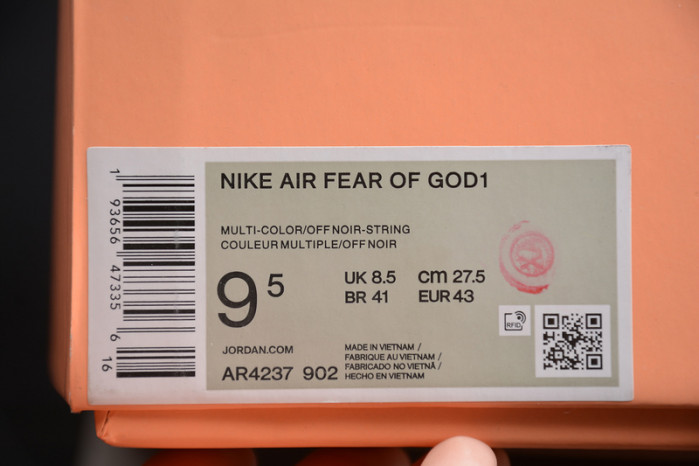 NIKE AIR FEAR OF GOD1
MULTI-COLOR/OFF NOIR-STRING
COULEUR MULTIPLE/OFF NOIR
9 5
UK 8.5 cm 27.5
BR 41 EUR 43
RFID
JORDAN.COM
AR4237 902
MADE IN VIETNAM /
FABRIQUE AU VIETNAM /
FABRICADO NO VIETNÃ /
HECHO EN VIETNAM
1 93656 47335 6 16